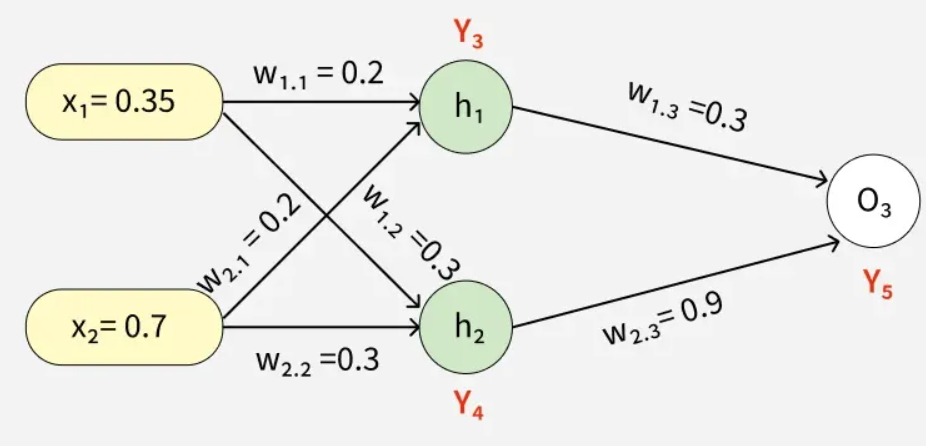 Y₃
w₁.₁ = 0.2
x₁= 0.35
h₁
w₁.₃ =0.3
w₂.₁ = 0.2
w₁.₂ =0.3
O₃
Y₅
x₂= 0.7
h₂
w₂.₃= 0.9
w₂.₂ =0.3
Y₄